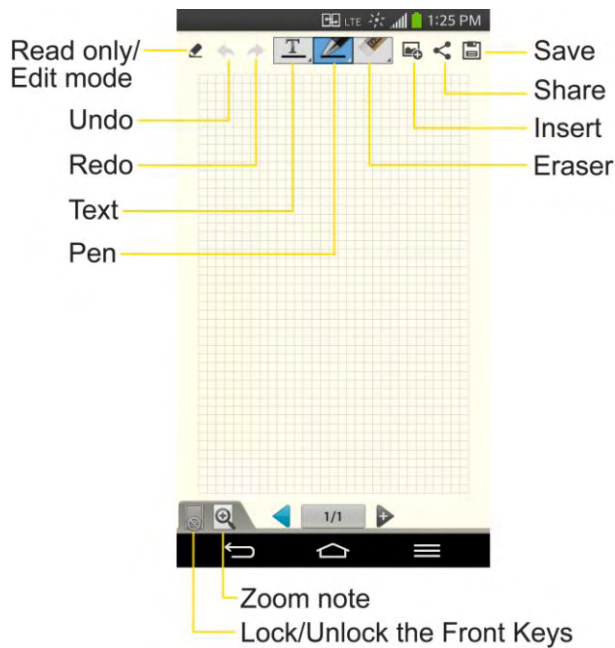 LTE 1:25 PM
Read only/
Edit mode
Undo
Redo
Text
Pen
T
Save
Share
Insert
Eraser
1/1
Zoom note
Lock/Unlock the Front Keys